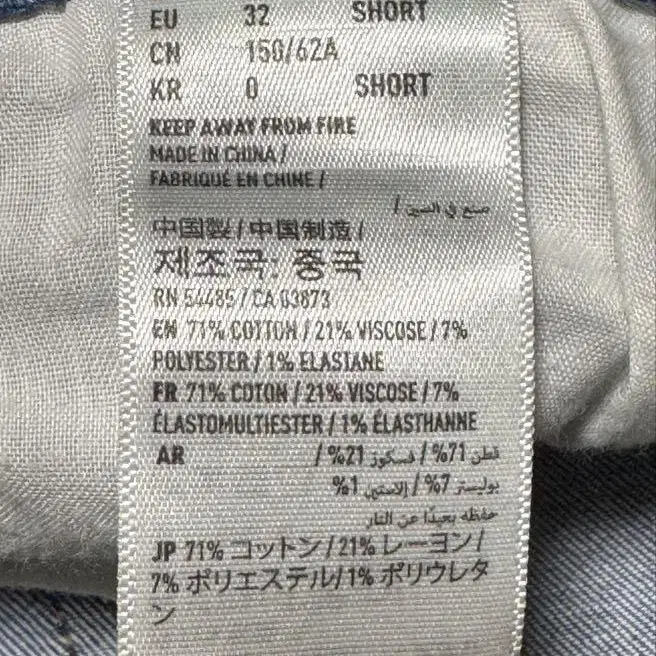 EU 32 SHORT
CN 150/62A
KR 0 SHORT
KEEP AWAY FROM FIRE
MADE IN CHINA /
FABRIQUÉ EN CHINE /
صنع في الصين /
中国製 / 中国制造 /
제조국: 중국
RN 54485 / CA 03873
EN 71% COTTON / 21% VISCOSE / 7%
POLYESTER / 1% ELASTANE
FR 71% COTON / 21% VISCOSE / 7%
ÉLASTOMULTIESTER / 1% ÉLASTHANNE
AR قطن 71% / فسكوز 21% /
بوليستر 7% / إلاستين 1%
حفظه بعيدًا عن النار
JP 71% コットン / 21% レーヨン /
7% ポリエステル / 1% ポリウレタ
ン